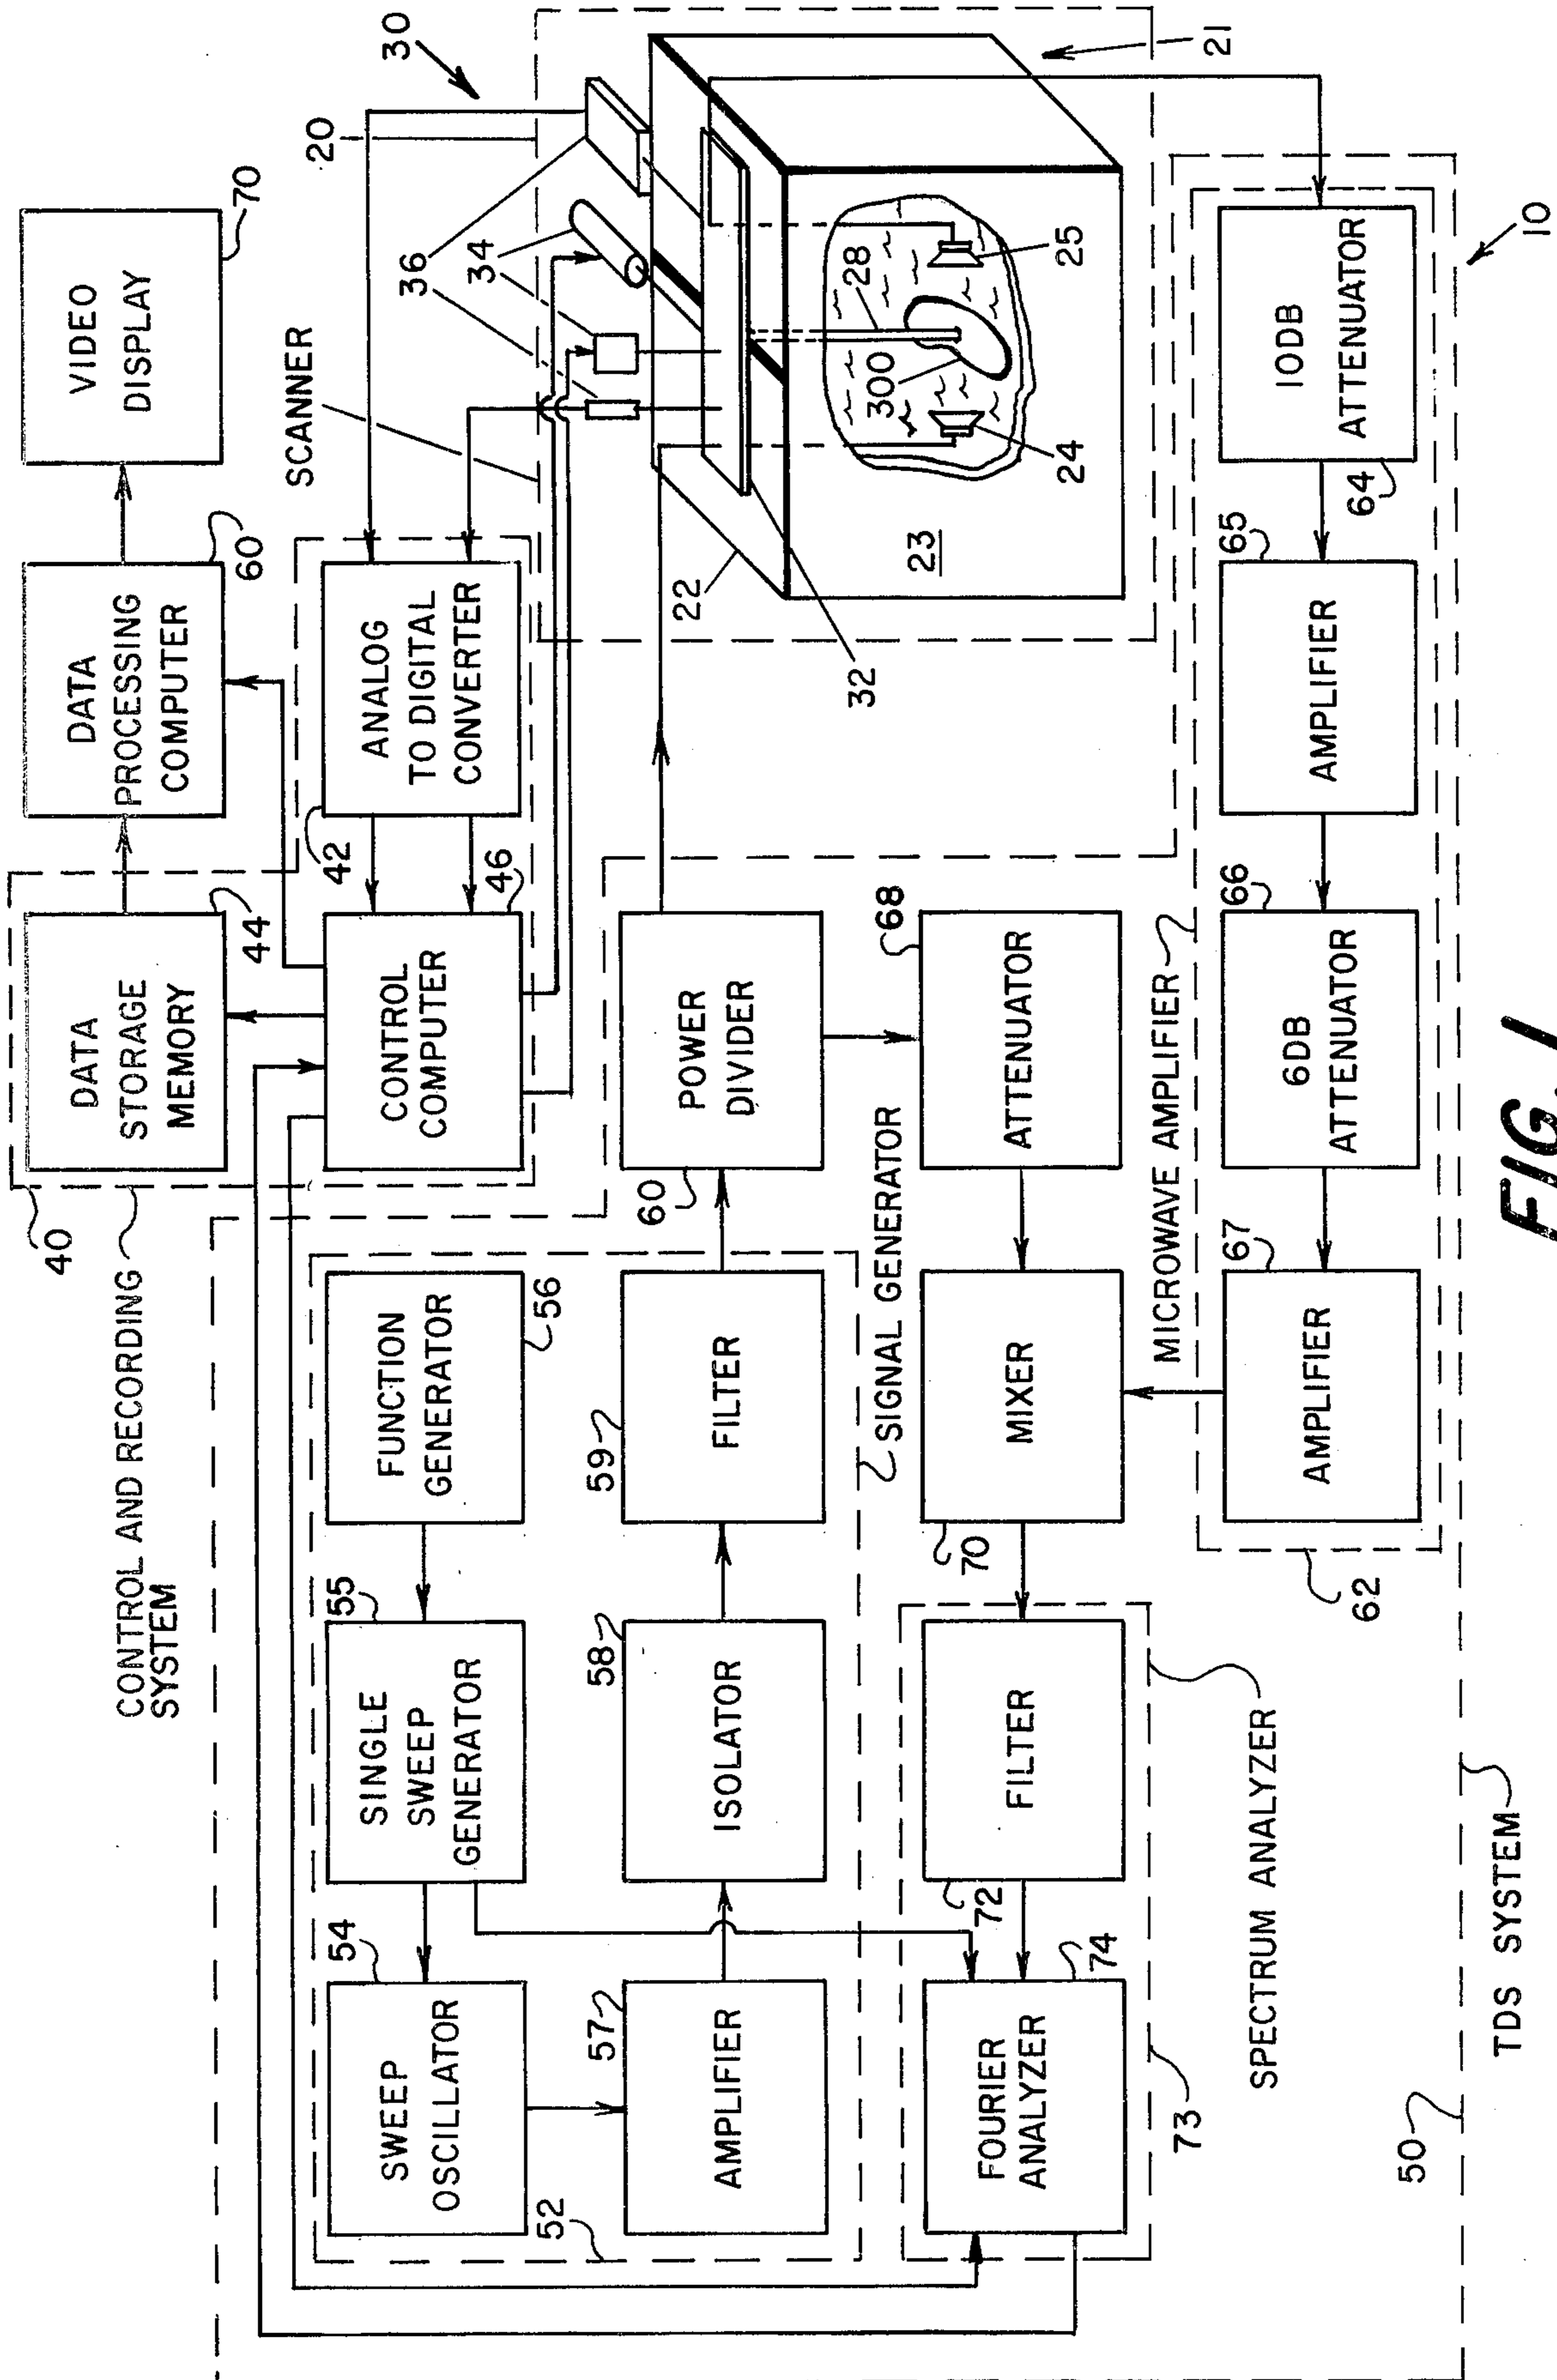 FIG. 1
CONTROL AND RECORDING
SYSTEM
40
DATA
STORAGE
MEMORY
44
DATA
PROCESSING
COMPUTER
60
VIDEO
DISPLAY
70
CONTROL
COMPUTER
46
ANALOG
TO DIGITAL
CONVERTER
42
SCANNER
20
30
36
34
22
23
32
28
300
24
25
21
SWEEP
OSCILLATOR
54
SINGLE
SWEEP
GENERATOR
55
FUNCTION
GENERATOR
56
52
AMPLIFIER
57
ISOLATOR
58
FILTER
59
SIGNAL GENERATOR
POWER
DIVIDER
60
FOURIER
ANALYZER
74
FILTER
72
73
SPECTRUM ANALYZER
MIXER
70
ATTENUATOR
68
MICROWAVE AMPLIFIER
62
AMPLIFIER
67
6DB
ATTENUATOR
66
AMPLIFIER
65
10DB
ATTENUATOR
64
10
50
TDS SYSTEM